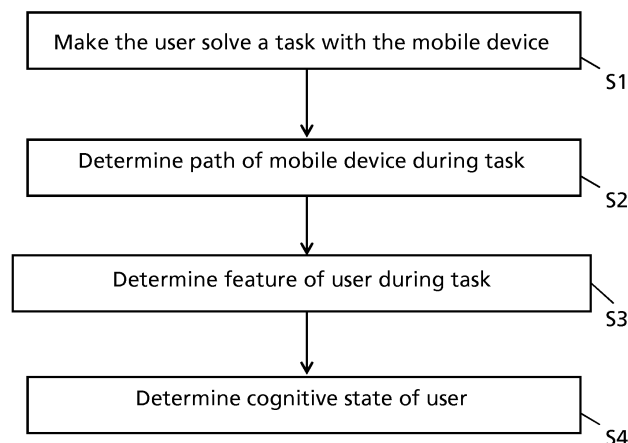 Make the user solve a task with the mobile device
S1
Determine path of mobile device during task
S2
Determine feature of user during task
S3
Determine cognitive state of user
S4